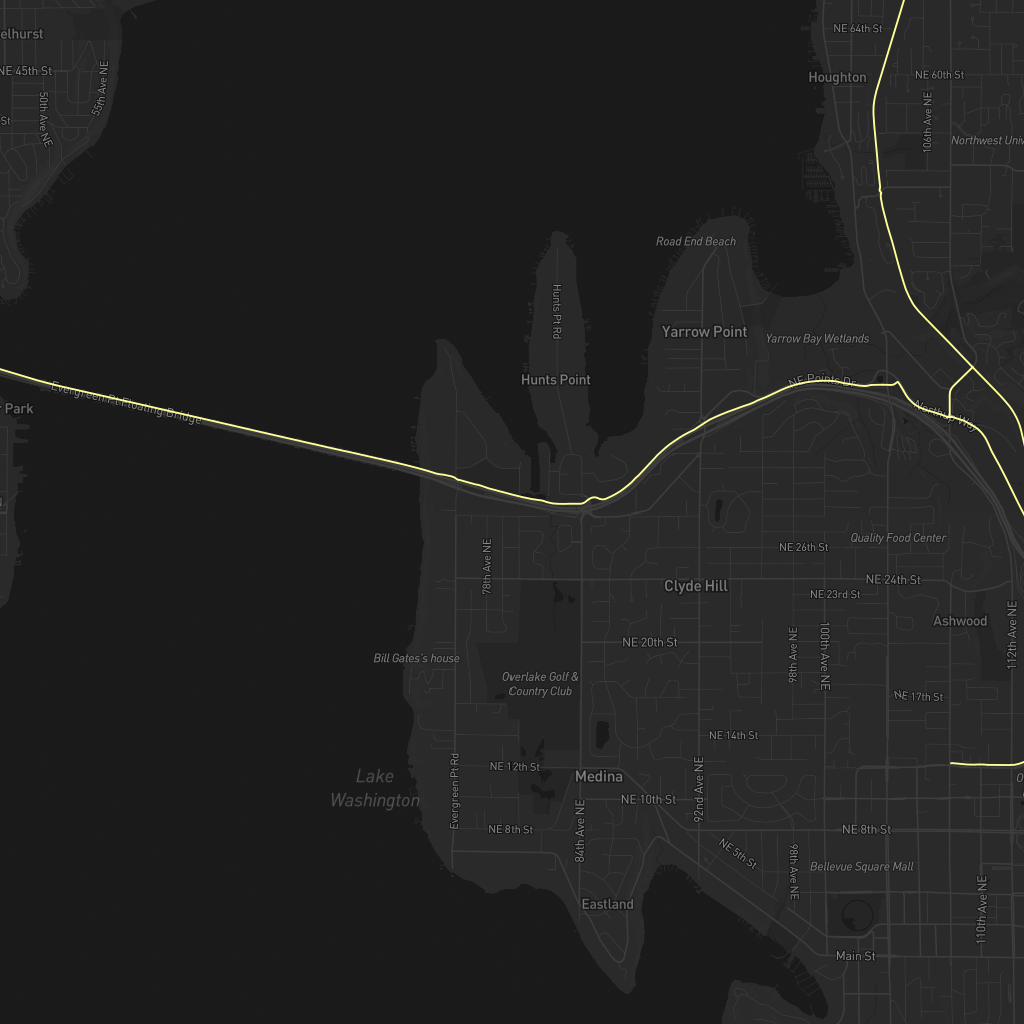 NE 64th St
elhurst
NE 45th St
Houghton
NE 60th St
55th Ave NE
50th Ave NE
St
106th Ave NE
Northwest Univ
Road End Beach
Hunts Pt Rd
Yarrow Point
Yarrow Bay Wetlands
Hunts Point
NE Points Dr
Evergreen Pt Floating Bridge
Park
Northup Way
Quality Food Center
NE 26th St
78th Ave NE
NE 24th St
Clyde Hill
NE 23rd St
Ashwood
112th Ave NE
NE 20th St
98th Ave NE
100th Ave NE
Bill Gates's house
Overlake Golf &
Country Club
NE 17th St
NE 14th St
Evergreen Pt Rd
NE 12th St
Medina
Lake
Washington
92nd Ave NE
NE 10th St
84th Ave NE
NE 8th St
NE 8th St
NE 5th St
98th Ave NE
Bellevue Square Mall
110th Ave NE
Eastland
Main St